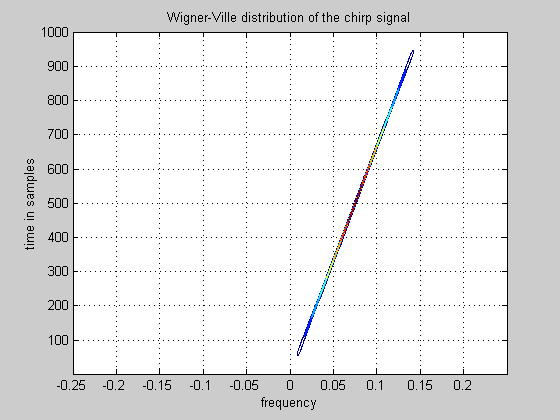 Wigner-Ville distribution of the chirp signal
1000
900
800
700
600
500
400
300
200
100
time in samples
-0.25 -0.2 -0.15 -0.1 -0.05 0 0.05 0.1 0.15 0.2
frequency